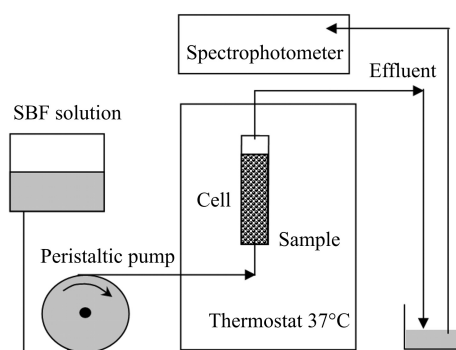 Spectrophotometer
Effluent
SBF solution
Cell
Sample
Peristaltic pump
Thermostat 37°C